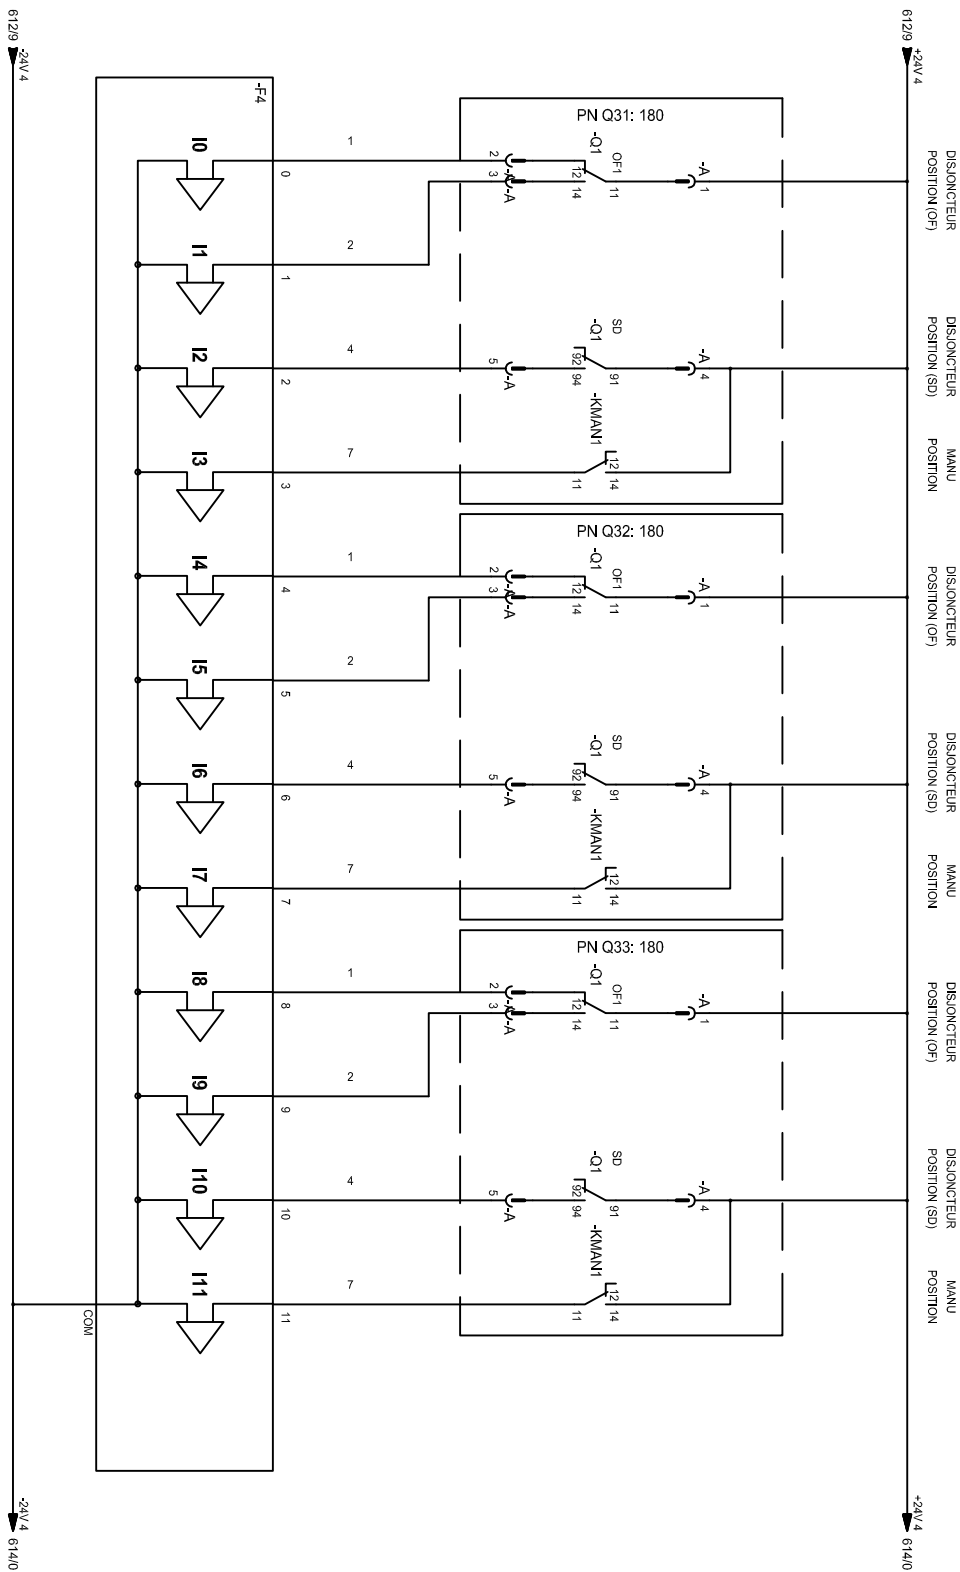 612/9
-24V 4
612/9
+24V 4
DISJONCTEUR
POSITION (OF)
DISJONCTEUR
POSITION (SD)
MANU
POSITION
DISJONCTEUR
POSITION (OF)
DISJONCTEUR
POSITION (SD)
MANU
POSITION
DISJONCTEUR
POSITION (OF)
DISJONCTEUR
POSITION (SD)
MANU
POSITION
-F4
PN Q31: 180
I0
1
0
2
3
-A
-A
-Q1
OF1
12
14
11
-A
1
I1
2
1
I2
4
2
5
-A
-Q1
SD
92
94
91
-A
4
I3
7
3
-KMAN1
11
12
14
PN Q32: 180
I4
1
4
2
3
-A
-A
-Q1
OF1
12
14
11
-A
1
I5
2
5
I6
4
6
5
-A
-Q1
SD
92
94
91
-A
4
I7
7
7
-KMAN1
11
12
14
PN Q33: 180
I8
1
8
2
3
-A
-A
-Q1
OF1
12
14
11
-A
1
I9
2
9
I10
4
10
5
-A
-Q1
SD
92
94
91
-A
4
I11
7
11
-KMAN1
11
12
14
COM
-24V 4
614/0
+24V 4
614/0